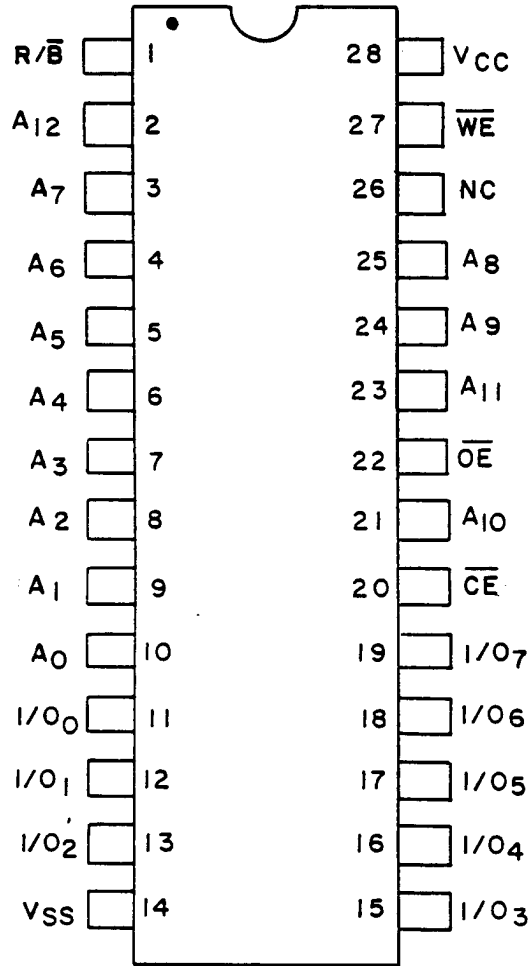 R/B̅ 1 28 VCC
A12 2 27 W̅E̅
A7 3 26 NC
A6 4 25 A8
A5 5 24 A9
A4 6 23 A11
A3 7 22 O̅E̅
A2 8 21 A10
A1 9 20 C̅E̅
A0 10 19 I/O7
I/O0 11 18 I/O6
I/O1 12 17 I/O5
I/O2 13 16 I/O4
VSS 14 15 I/O3